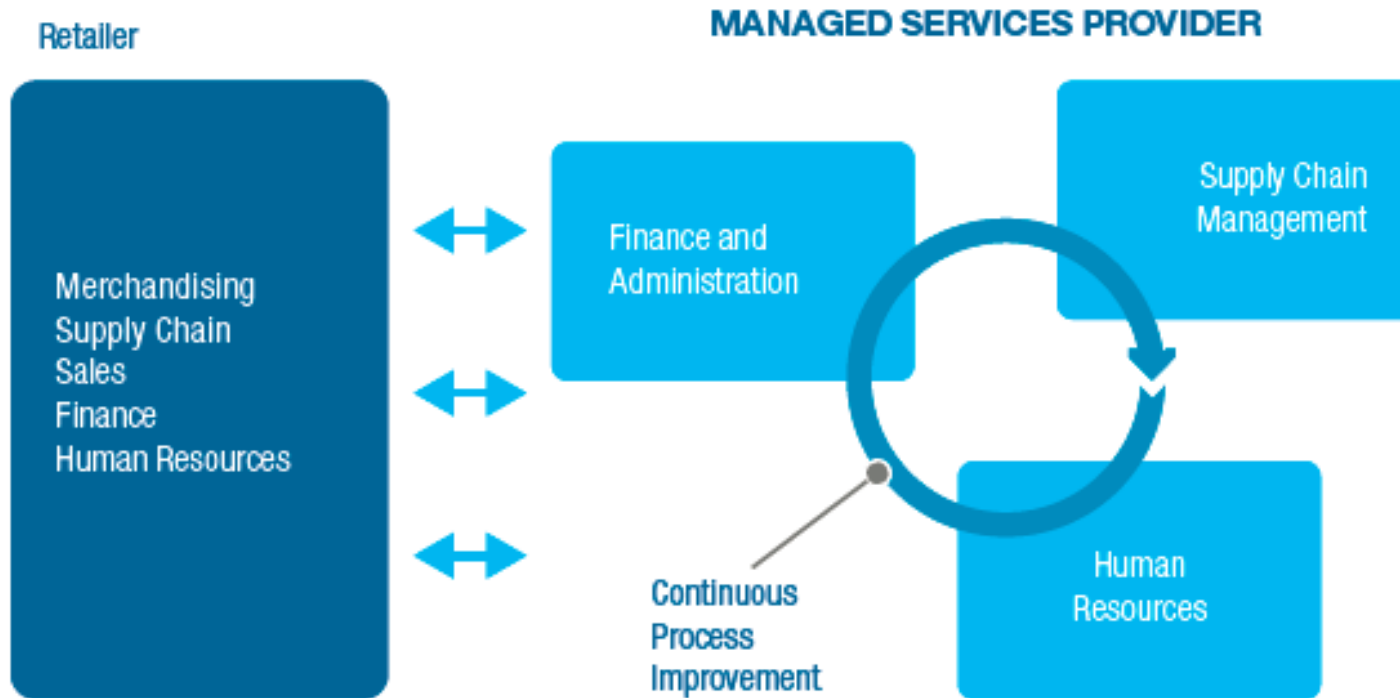 Retailer
MANAGED SERVICES PROVIDER
Merchandising
Supply Chain
Sales
Finance
Human Resources
Finance and
Administration
Supply Chain
Management
Continuous
Process
Improvement
Human
Resources